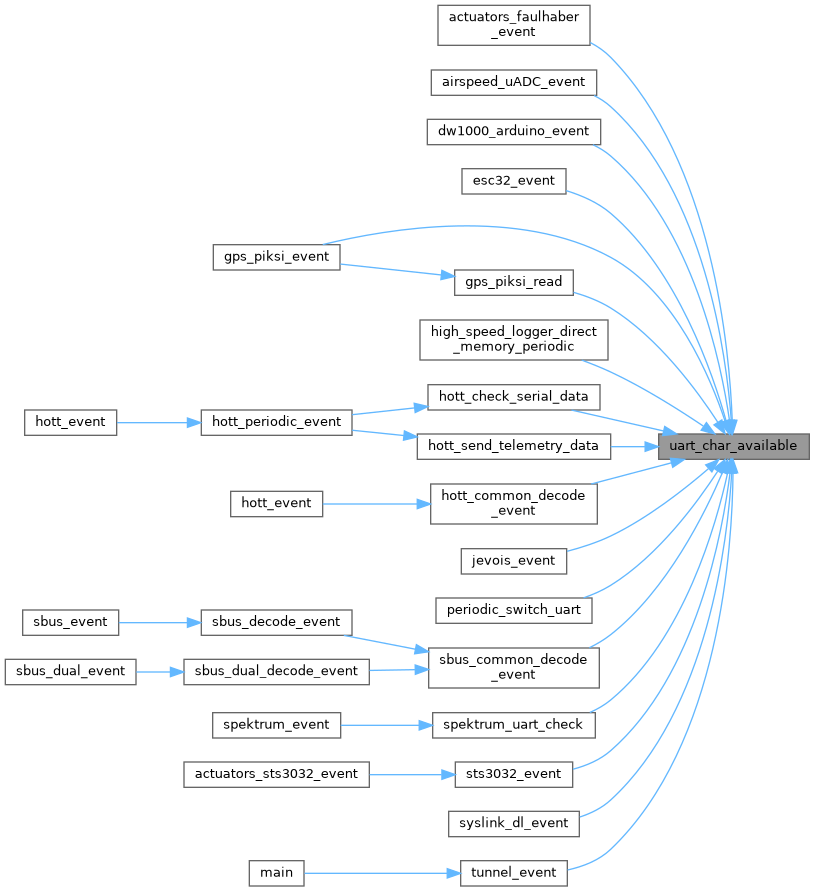 actuators_faulhaber
_event
airspeed_uADC_event
dw1000_arduino_event
esc32_event
gps_piksi_event
gps_piksi_read
high_speed_logger_direct
_memory_periodic
hott_check_serial_data
hott_event
hott_periodic_event
hott_send_telemetry_data
uart_char_available
hott_common_decode
_event
hott_event
jevois_event
periodic_switch_uart
sbus_event
sbus_decode_event
sbus_common_decode
_event
sbus_dual_event
sbus_dual_decode_event
spektrum_event
spektrum_uart_check
actuators_sts3032_event
sts3032_event
syslink_dl_event
main
tunnel_event